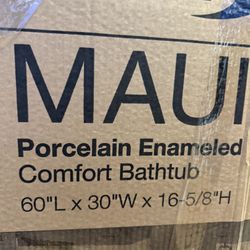 MAUI
Porcelain Enameled
Comfort Bathtub
60"L x 30"W x 16-5/8"H